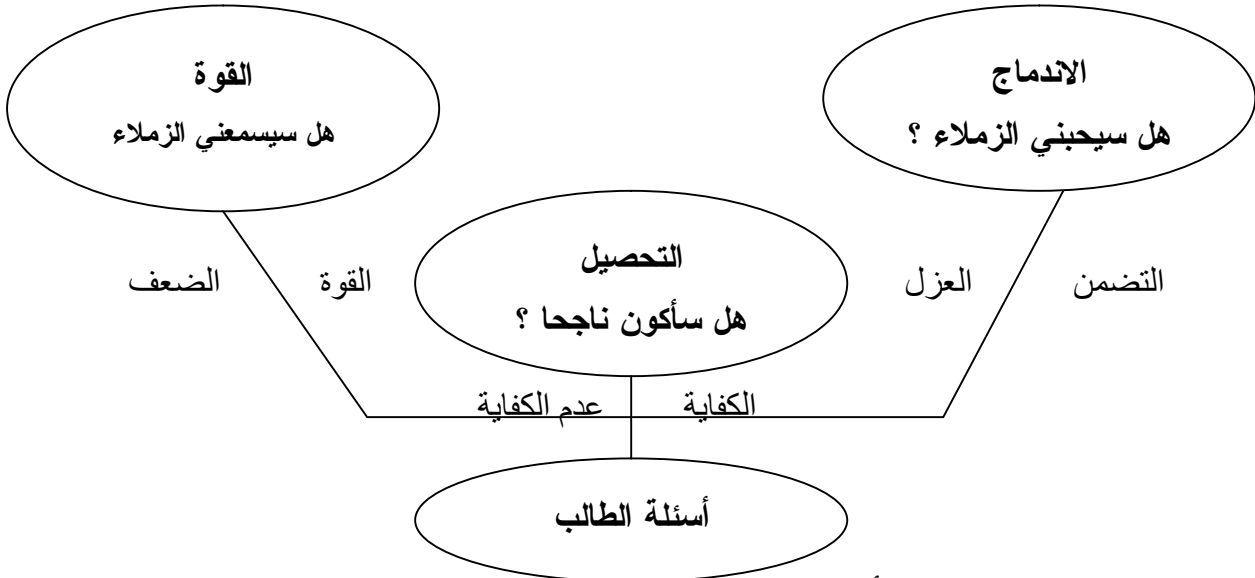 الاندماج
هل سيحبني الزملاء ؟
القوة
هل سيسمعني الزملاء
التحصيل
هل سأكون ناجحا ؟
التضمن
العزل
القوة
الضعف
الكفاية
عدم الكفاية
أسئلة الطالب